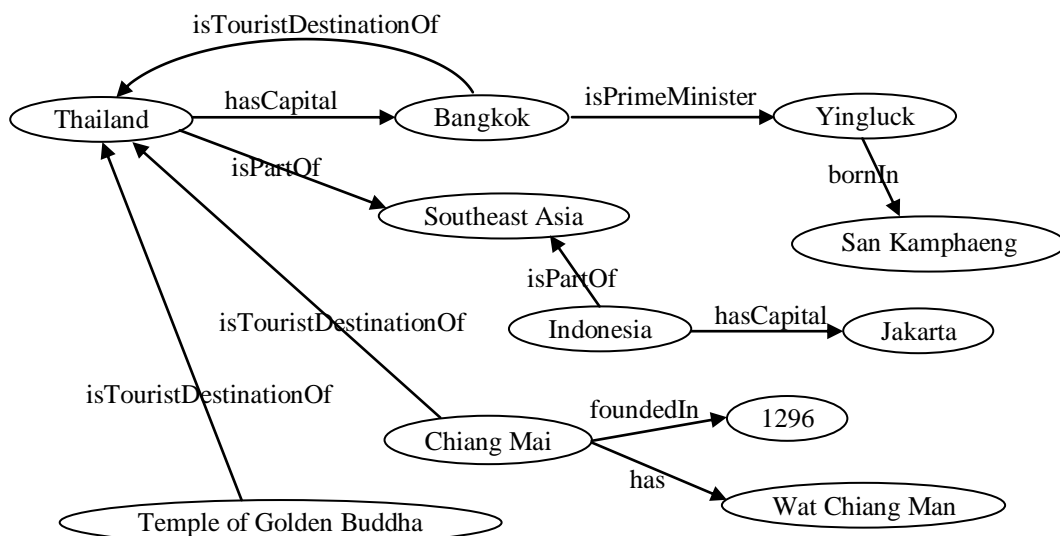 isTouristDestinationOf
hasCapital
isPrimeMinister
Thailand
Bangkok
Yingluck
isPartOf
bornIn
Southeast Asia
San Kamphaeng
isPartOf
isTouristDestinationOf
Indonesia
hasCapital
Jakarta
isTouristDestinationOf
foundedIn
1296
Chiang Mai
has
Wat Chiang Man
Temple of Golden Buddha